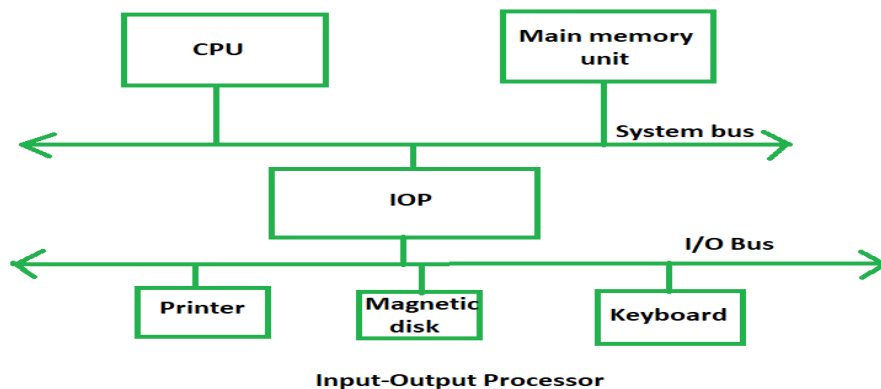 CPU
Main memory
unit
System bus
IOP
I/O Bus
Printer
Magnetic
disk
Keyboard
Input-Output Processor